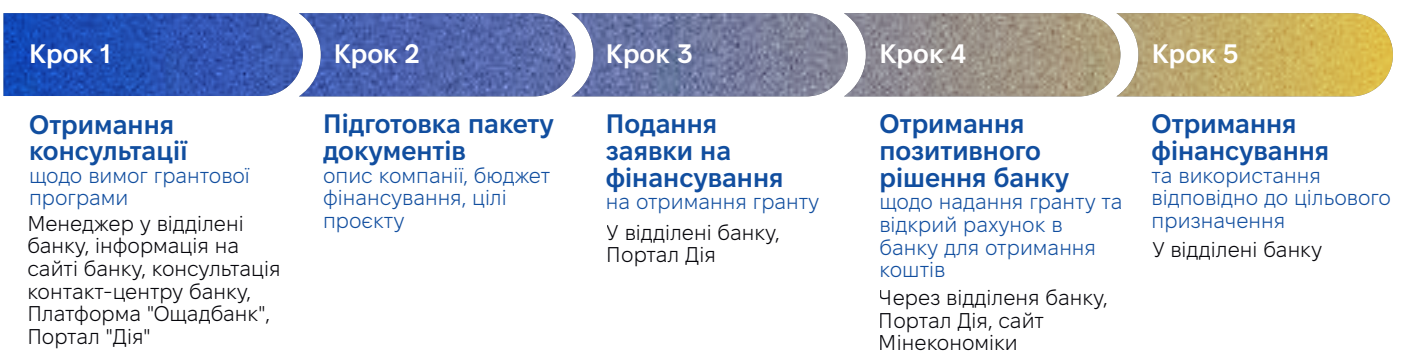 Крок 1
Отримання
консультації
щодо вимог грантової
програми
Менеджер у відділені
банку, інформація на
сайті банку, консультація
контакт-центру банку,
Платформа "Ощадбанк",
Портал "Дія"
Крок 2
Підготовка пакету
документів
опис компанії, бюджет
фінансування, цілі
проєкту
Крок 3
Подання
заявки на
фінансування
на отримання гранту
У відділені банку,
Портал Дія
Крок 4
Отримання
позитивного
рішення банку
щодо надання гранту та
відкрий рахунок в
банку для отримання
коштів
Через відділеня банку,
Портал Дія, сайт
Мінекономіки
Крок 5
Отримання
фінансування
та використання
відповідно до цільового
призначення
У відділені банку